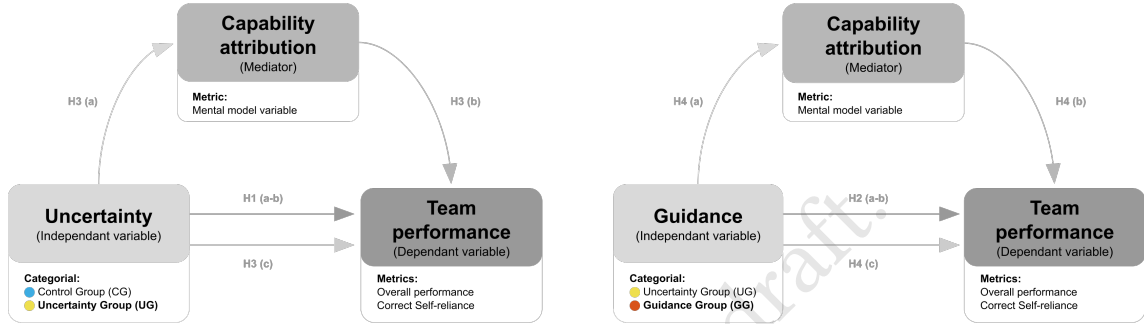 Capability
attribution
(Mediator)
Metric:
Mental model variable
H3 (a)
H3 (b)
Uncertainty
(Independant variable)
Categorial:
Control Group (CG)
Uncertainty Group (UG)
H1 (a-b)
H3 (c)
Team
performance
(Dependant variable)
Metrics:
Overall performance
Correct Self-reliance
Capability
attribution
(Mediator)
Metric:
Mental model variable
H4 (a)
H4 (b)
Guidance
(Independant variable)
Categorial:
Uncertainty Group (UG)
Guidance Group (GG)
H2 (a-b)
H4 (c)
Team
performance
(Dependant variable)
Metrics:
Overall performance
Correct Self-reliance
draft.